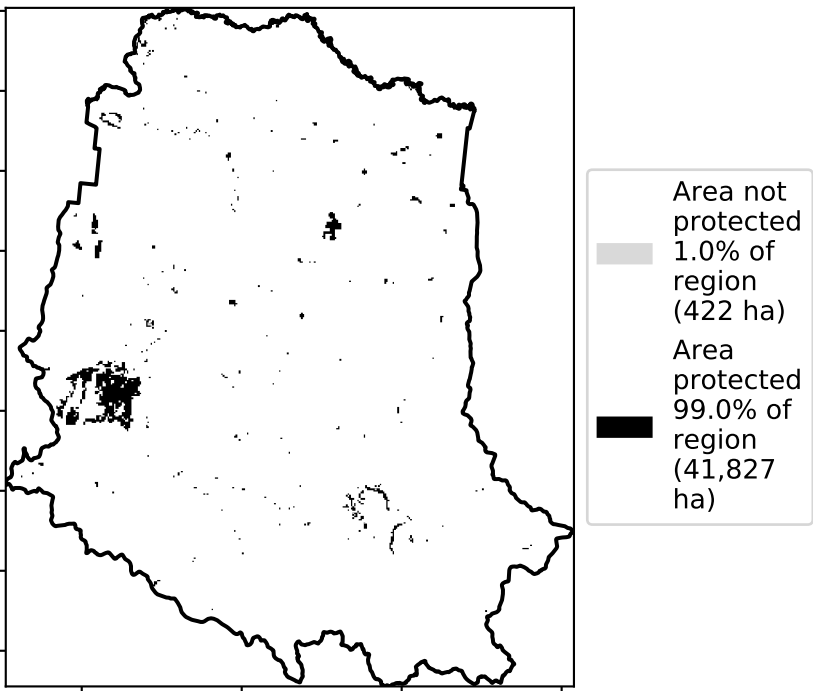 Area not
protected
1.0% of
region
(422 ha)
Area
protected
99.0% of
region
(41,827
ha)